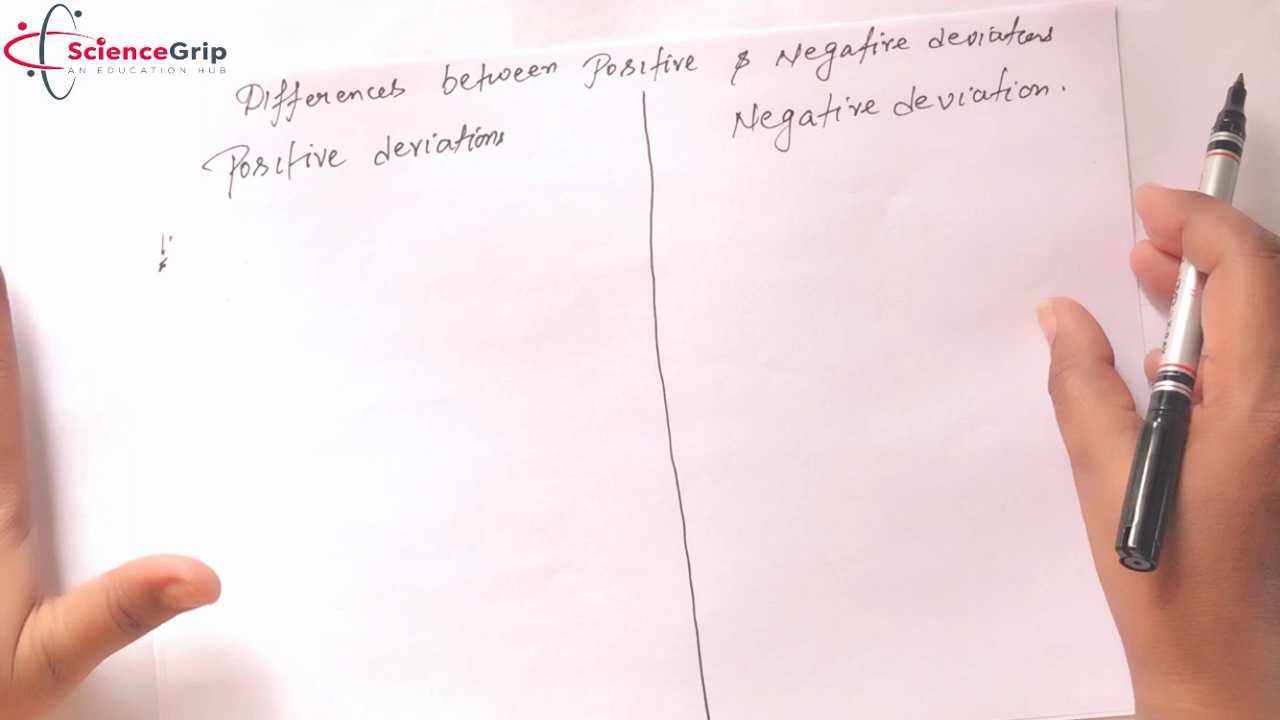 ScienceGrip
AN EDUCATION HUB
Differences between Positive & Negative deviations
Positive deviations
Negative deviation.